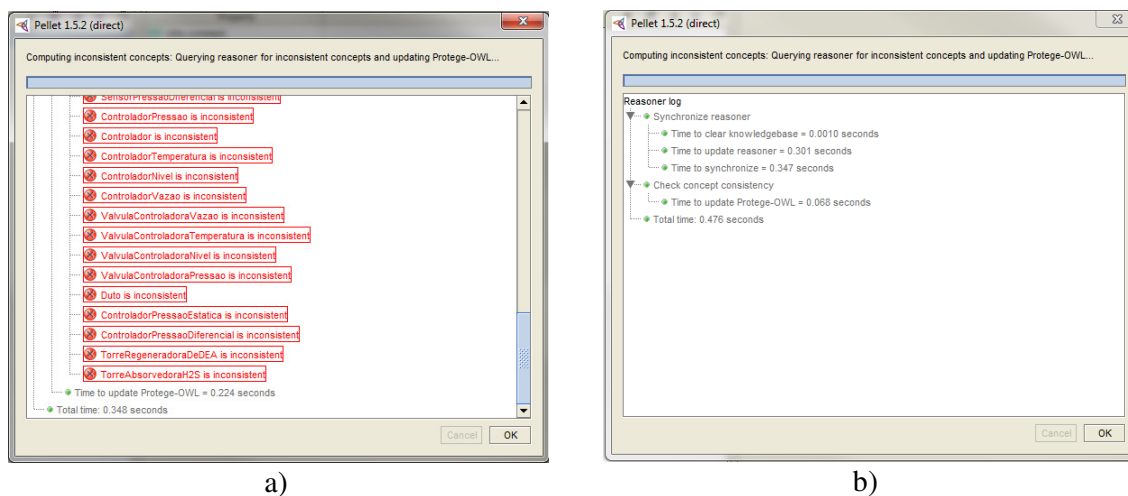 Pellet 1.5.2 (direct)
Computing inconsistent concepts: Querying reasoner for inconsistent concepts and updating Protege-OWL...
SensorPressaoDiferencial is inconsistent
ControladorPressao is inconsistent
Controlador is inconsistent
ControladorTemperatura is inconsistent
ControladorNivel is inconsistent
ControladorVazao is inconsistent
ValvulaControladoraVazao is inconsistent
ValvulaControladoraTemperatura is inconsistent
ValvulaControladoraNivel is inconsistent
ValvulaControladoraPressao is inconsistent
Duto is inconsistent
ControladorPressaoEstatica is inconsistent
ControladorPressaoDiferencial is inconsistent
TorreRegeneradoraDeDEA is inconsistent
TorreAbsorvedoraH2S is inconsistent
Time to update Protege-OWL = 0.224 seconds
Total time: 0.348 seconds
Cancel OK
a)
Pellet 1.5.2 (direct)
Computing inconsistent concepts: Querying reasoner for inconsistent concepts and updating Protege-OWL...
Reasoner log
Synchronize reasoner
Time to clear knowledgebase = 0.0010 seconds
Time to update reasoner = 0.301 seconds
Time to synchronize = 0.347 seconds
Check concept consistency
Time to update Protege-OWL = 0.068 seconds
Total time: 0.476 seconds
Cancel OK
b)